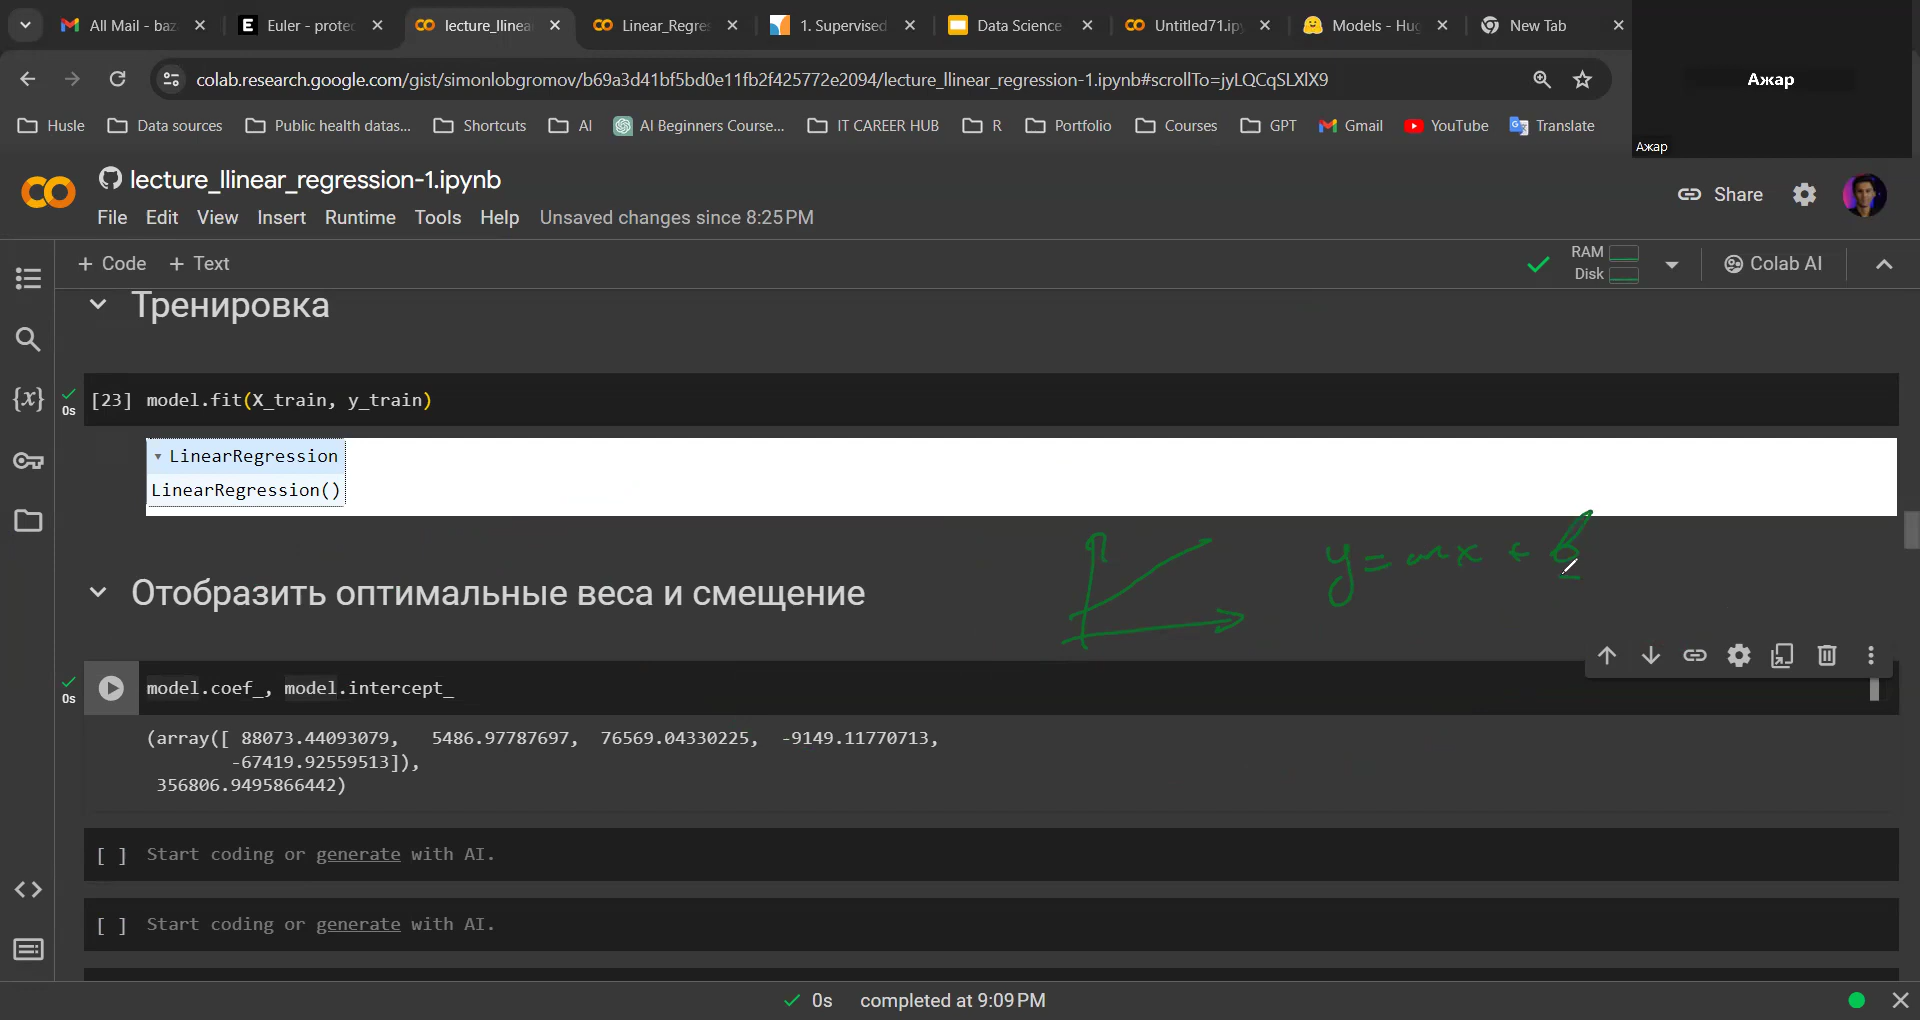 All Mail - baz
Euler - protec
lecture_llinea
Linear_Regres
1. Supervised
Data Science
Untitled71.ip
Models - Hug
New Tab
colab.research.google.com/gist/simonlobgromov/b69a3d41bf5bd0e11fb2f425772e2094/lecture_llinear_regression-1.ipynb#scrollTo=jyLQCqSLXlX9
Ажар
Ажар
Husle
Data sources
Public health datas...
Shortcuts
AI
AI Beginners Course...
IT CAREER HUB
R
Portfolio
Courses
GPT
Gmail
YouTube
Translate
lecture_llinear_regression-1.ipynb
Share
File Edit View Insert Runtime Tools Help Unsaved changes since 8:25 PM
+ Code + Text
RAM
Disk
Colab AI
Тренировка
{x}
0s
[23] model.fit(X_train, y_train)
LinearRegression
LinearRegression()
y = mx + b
Отобразить оптимальные веса и смещение
0s
model.coef_, model.intercept_
(array([ 88073.44093079,   5486.97787697,  76569.04330225,  -9149.11770713,
-67419.92559513]),
356806.9495866442)
[ ] Start coding or generate with AI.
[ ] Start coding or generate with AI.
0s completed at 9:09 PM